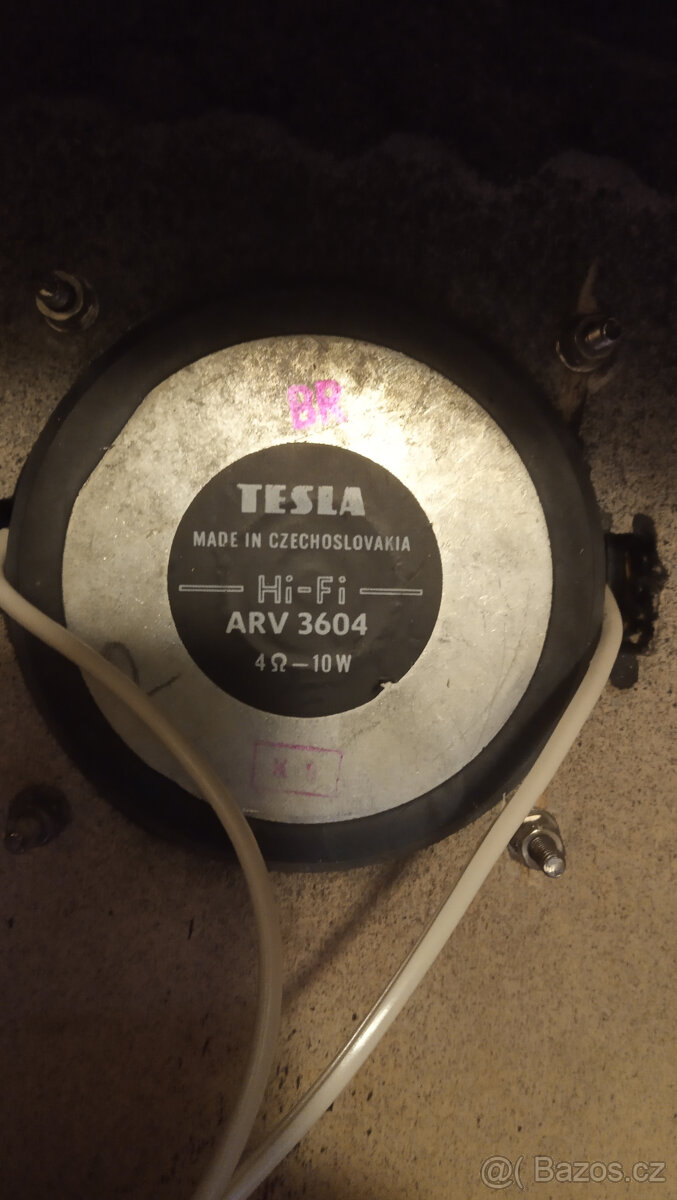 BR
TESLA
MADE IN CZECHOSLOVAKIA
Hi-Fi
ARV 3604
4Ω—10W
@( Bazos.cz